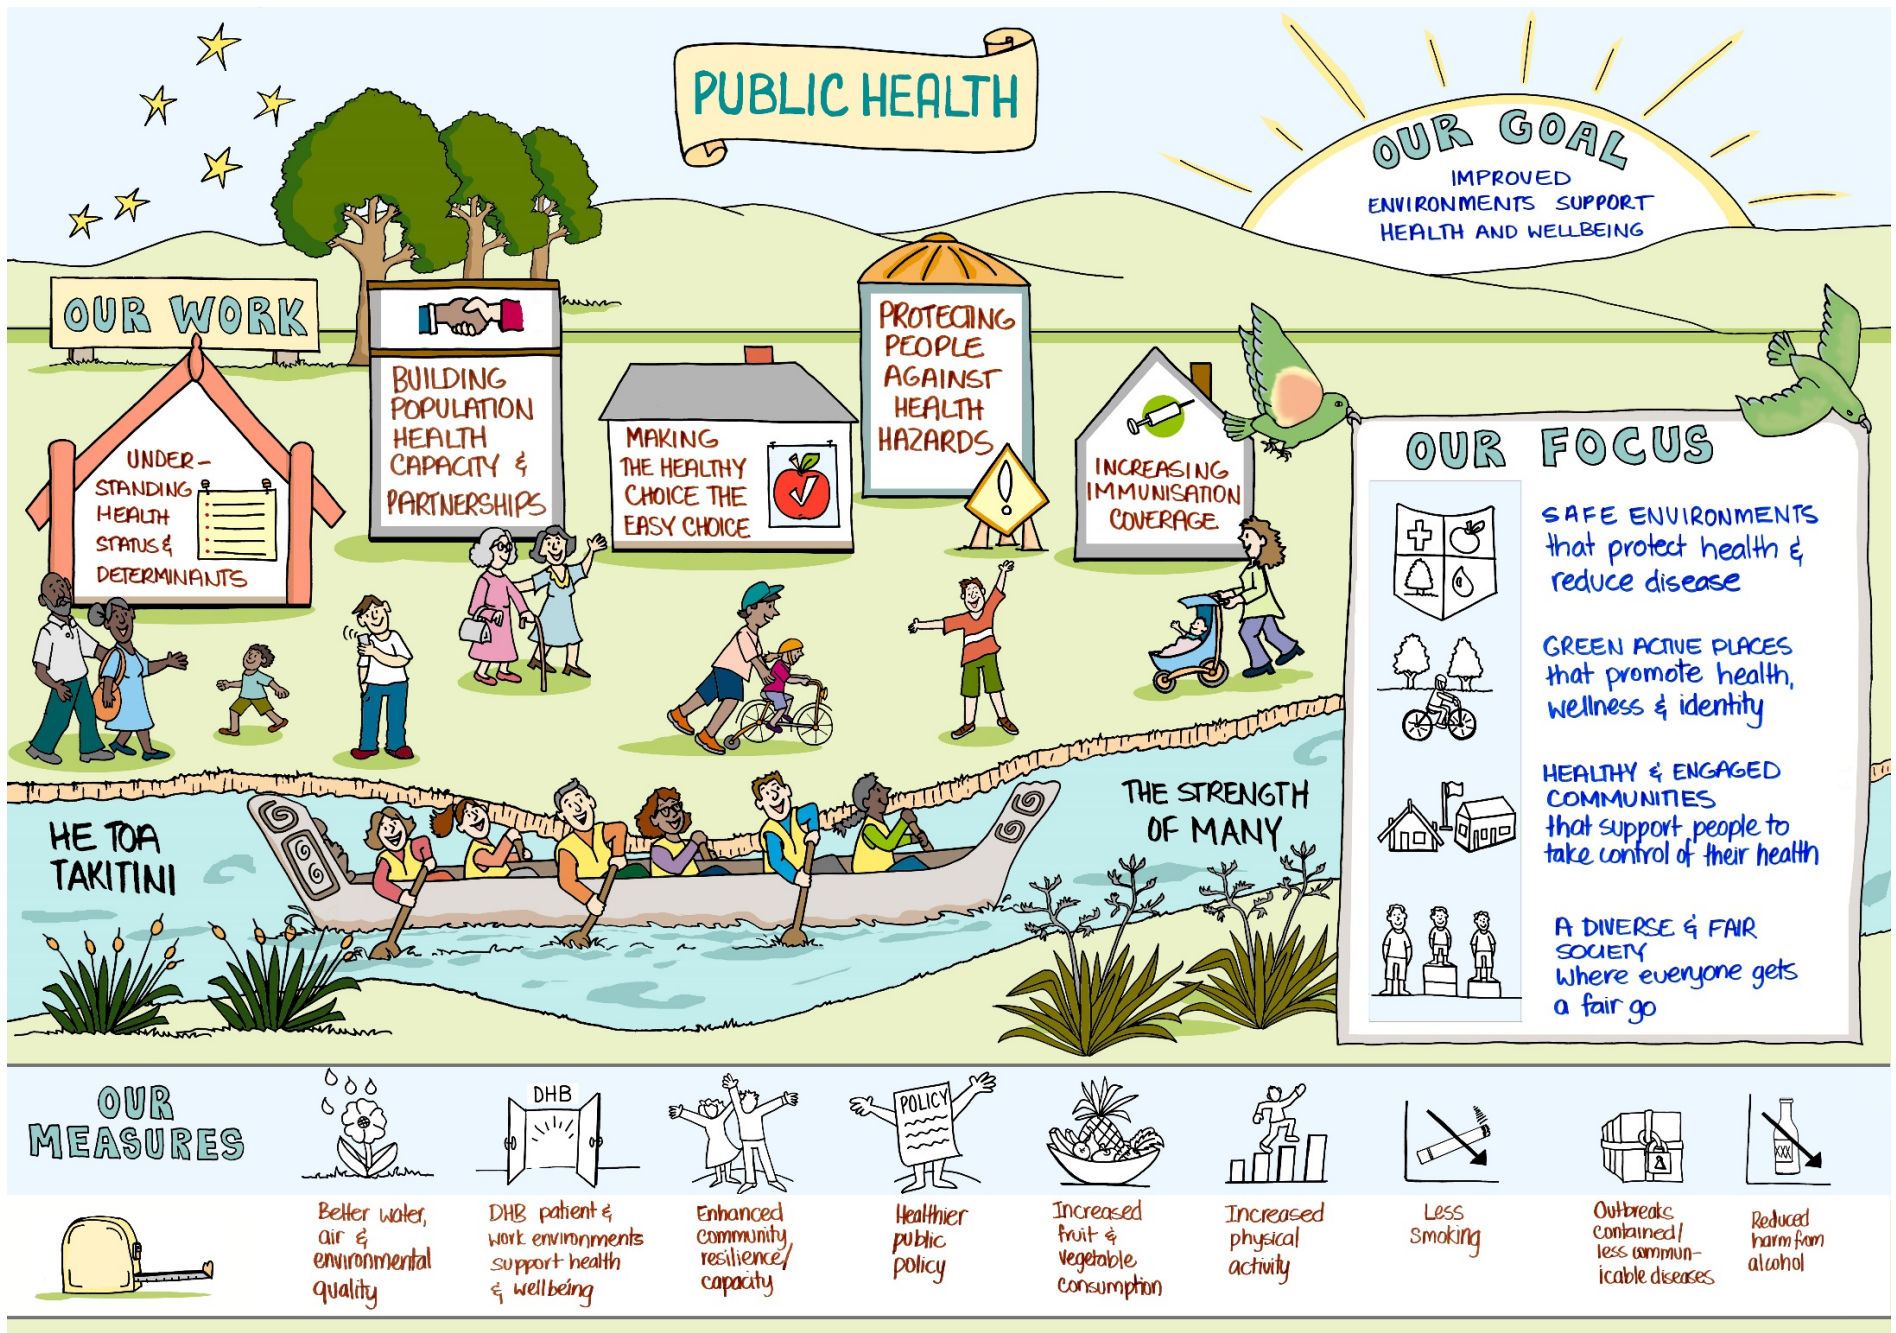 PUBLIC HEALTH
OUR GOAL
IMPROVED
ENVIRONMENTS SUPPORT
HEALTH AND WELLBEING
OUR WORK
UNDER-
STANDING
HEALTH
STATUS &
DETERMINANTS
BUILDING
POPULATION
HEALTH
CAPACITY &
PARTNERSHIPS
MAKING
THE HEALTHY
CHOICE THE
EASY CHOICE
PROTECTING
PEOPLE
AGAINST
HEALTH
HAZARDS
!
INCREASING
IMMUNISATION
COVERAGE
OUR FOCUS
SAFE ENVIRONMENTS
that protect health &
reduce disease
GREEN ACTIVE PLACES
that promote health,
wellness & identity
HEALTHY & ENGAGED
COMMUNITIES
that support people to
take control of their health
A DIVERSE & FAIR
SOCIETY
where everyone gets
a fair go
HE TOA
TAKITINI
THE STRENGTH
OF MANY
OUR
MEASURES
DHB
POLICY
XXX
Better water,
air &
environmental
quality
DHB patient &
work environments
support health
& wellbeing
Enhanced
community
resilience/
capacity
Healthier
public
policy
Increased
fruit &
vegetable
consumption
Increased
physical
activity
Less
smoking
Outbreaks
contained/
less commun-
icable diseases
Reduced
harm from
alcohol